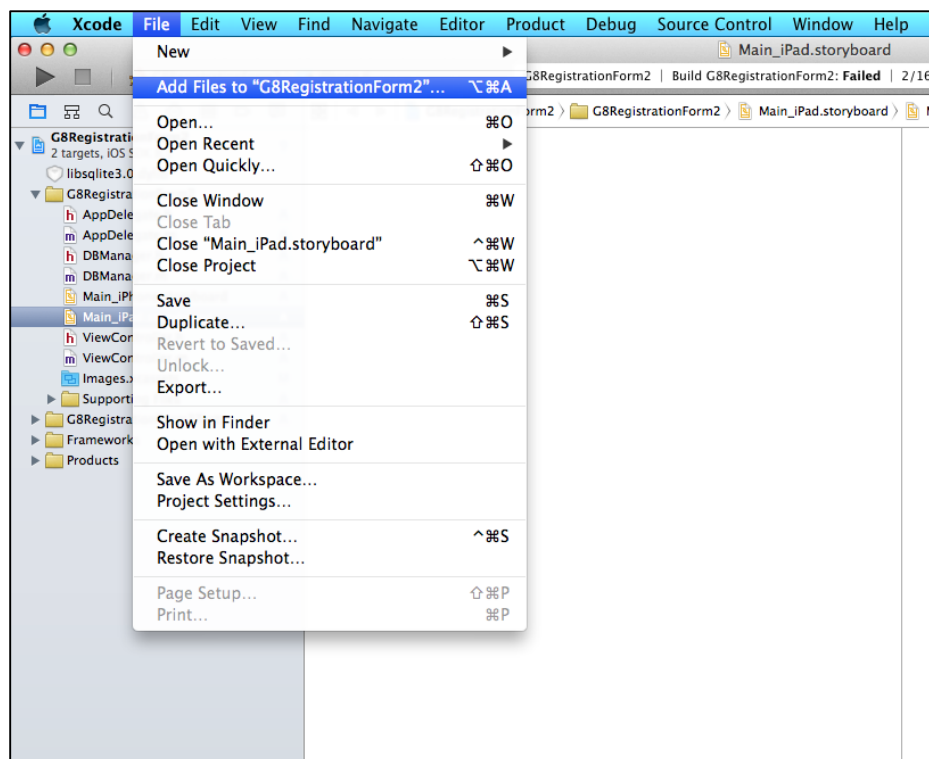 Xcode File Edit View Find Navigate Editor Product Debug Source Control Window Help
Main_iPad.storyboard
G8RegistrationForm2 | Build G8RegistrationForm2: Failed | 2/16
G8RegistrationForm2 〉 Main_iPad.storyboard 〉
New
Add Files to “G8RegistrationForm2”... ⌥⌘A
Open... ⌘O
Open Recent
Open Quickly... ⇧⌘O
Close Window ⌘W
Close Tab
Close "Main_iPad.storyboard" ^⌘W
Close Project ⌥⌘W
Save ⌘S
Duplicate... ⇧⌘S
Revert to Saved...
Unlock...
Export...
Show in Finder
Open with External Editor
Save As Workspace...
Project Settings...
Create Snapshot... ^⌘S
Restore Snapshot...
Page Setup... ⇧⌘P
Print... ⌘P
G8Registrati
2 targets, iOS S
libsqlite3.0
G8Registra
AppDele
AppDele
DBMana
DBMana
Main_iPh
Main_iPa
ViewCor
ViewCor
Images.x
Supporti
G8Registra
Framework
Products